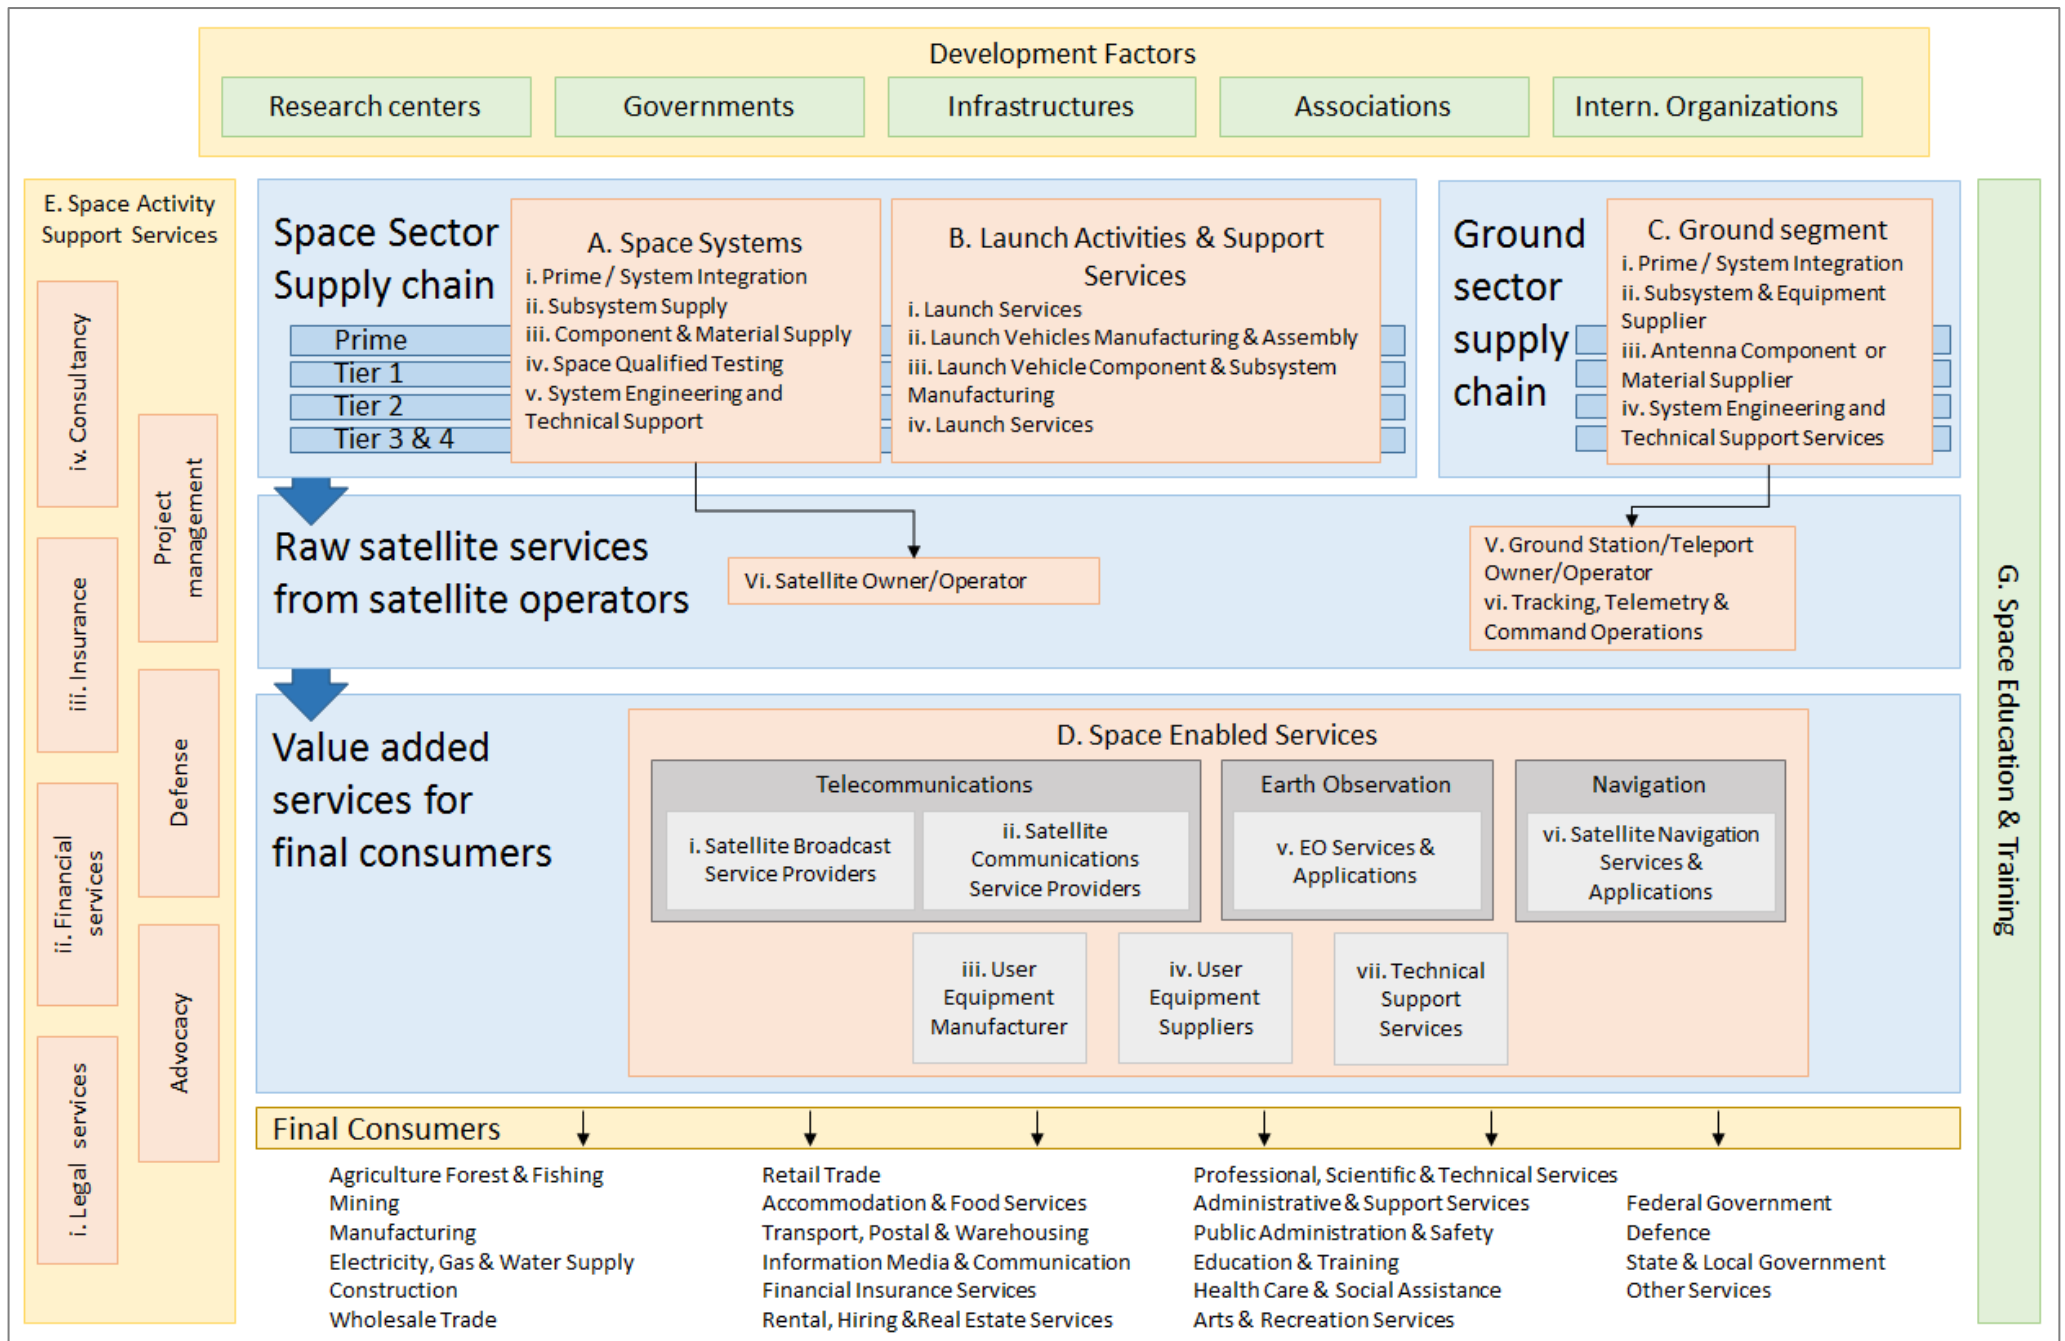 Development Factors
Research centers
Governments
Infrastructures
Associations
Intern. Organizations
E. Space Activity
Support Services
iv. Consultancy
Project
management
iii. Insurance
Defense
ii. Financial
services
Advocacy
i. Legal services
Space Sector
Supply chain
Prime
Tier 1
Tier 2
Tier 3 & 4
A. Space Systems
i. Prime / System Integration
ii. Subsystem Supply
iii. Component & Material Supply
iv. Space Qualified Testing
v. System Engineering and
Technical Support
B. Launch Activities & Support
Services
i. Launch Services
ii. Launch Vehicles Manufacturing & Assembly
iii. Launch Vehicle Component & Subsystem
Manufacturing
iv. Launch Services
Ground
sector
supply
chain
C. Ground segment
i. Prime / System Integration
ii. Subsystem & Equipment
Supplier
iii. Antenna Component or
Material Supplier
iv. System Engineering and
Technical Support Services
Raw satellite services
from satellite operators
Vi. Satellite Owner/Operator
V. Ground Station/Teleport
Owner/Operator
vi. Tracking, Telemetry &
Command Operations
Value added
services for
final consumers
D. Space Enabled Services
Telecommunications
i. Satellite Broadcast
Service Providers
ii. Satellite
Communications
Service Providers
Earth Observation
v. EO Services &
Applications
Navigation
vi. Satellite Navigation
Services &
Applications
iii. User
Equipment
Manufacturer
iv. User
Equipment
Suppliers
vii. Technical
Support
Services
G. Space Education & Training
Final Consumers
Agriculture Forest & Fishing
Mining
Manufacturing
Electricity, Gas & Water Supply
Construction
Wholesale Trade
Retail Trade
Accommodation & Food Services
Transport, Postal & Warehousing
Information Media & Communication
Financial Insurance Services
Rental, Hiring &Real Estate Services
Professional, Scientific & Technical Services
Administrative & Support Services
Public Administration & Safety
Education & Training
Health Care & Social Assistance
Arts & Recreation Services
Federal Government
Defence
State & Local Government
Other Services